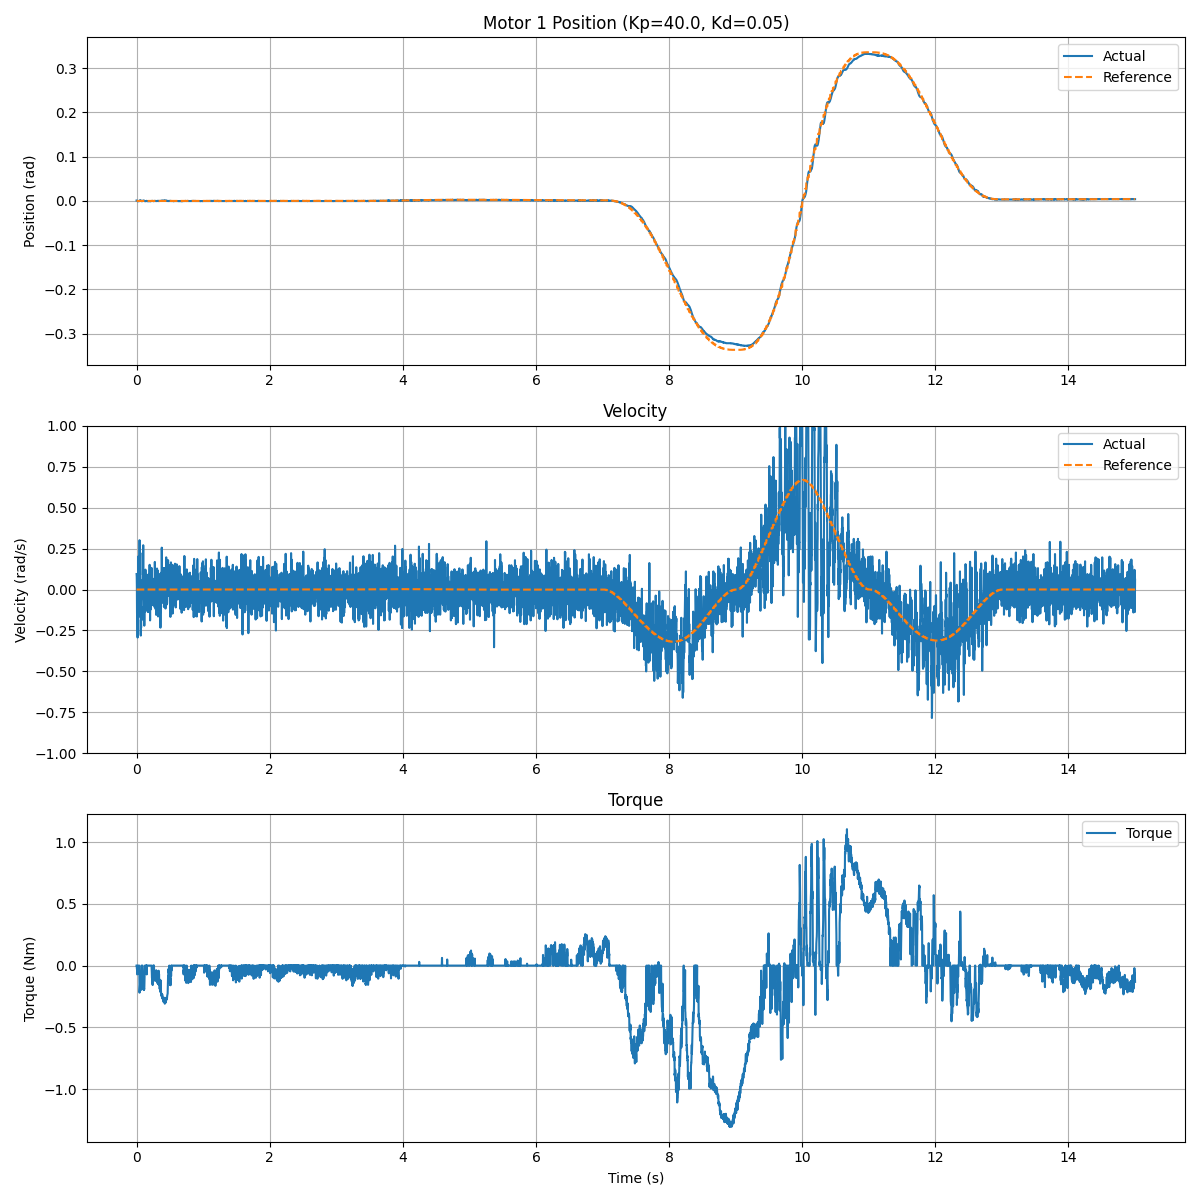 Motor 1 Position (Kp=40.0, Kd=0.05)
Actual
Reference
Position (rad)
0.3
0.2
0.1
0.0
−0.1
−0.2
−0.3
0 2 4 6 8 10 12 14
Velocity
Actual
Reference
Velocity (rad/s)
1.00
0.75
0.50
0.25
0.00
−0.25
−0.50
−0.75
−1.00
0 2 4 6 8 10 12 14
Torque
Torque
Torque (Nm)
1.0
0.5
0.0
−0.5
−1.0
0 2 4 6 8 10 12 14
Time (s)